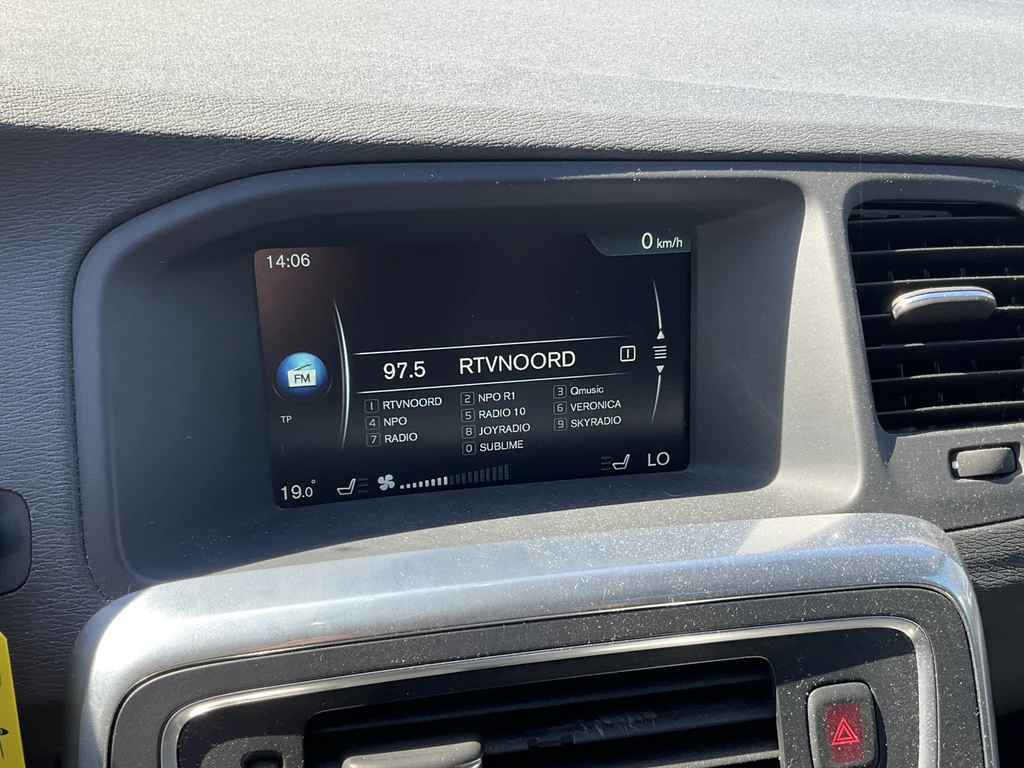 14:06
0 km/h
97.5 RTVNOORD 1
FM
TP
1 RTVNOORD 2 NPO R1 3 Qmusic
4 NPO 5 RADIO 10 6 VERONICA
7 RADIO 8 JOYRADIO 9 SKYRADIO
0 SUBLIME
19.0° LO